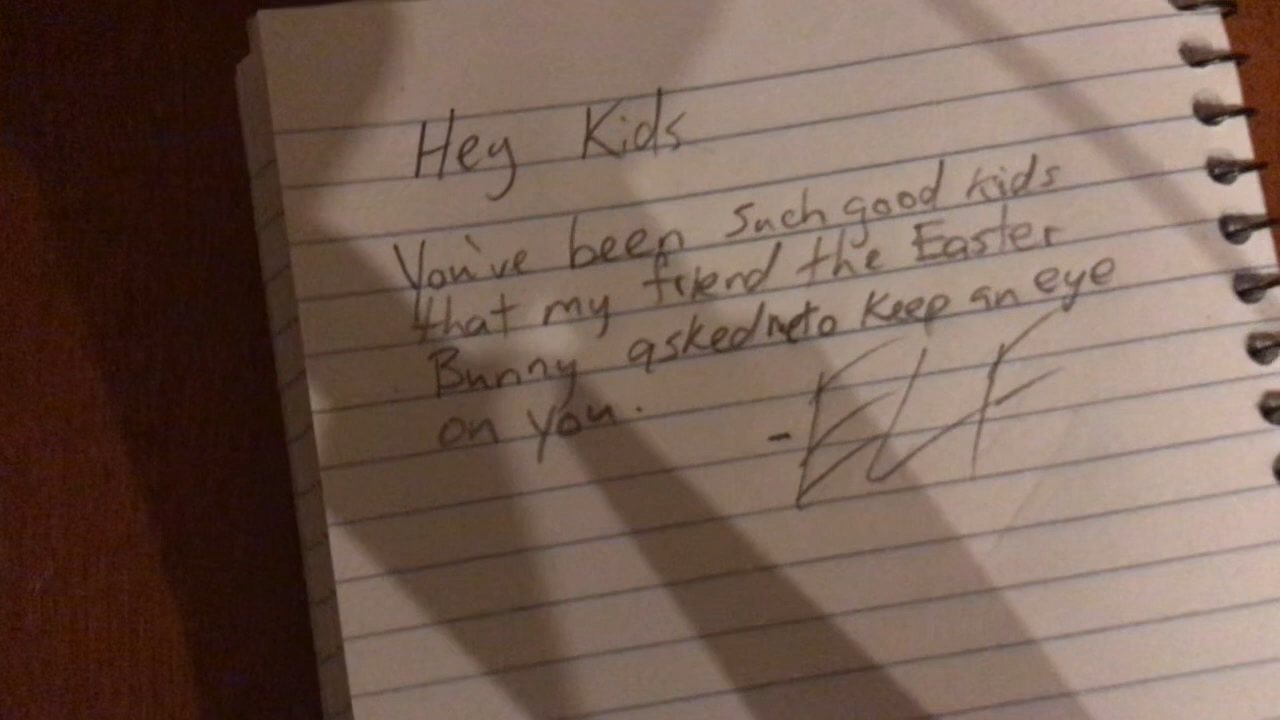 Hey Kids
You've been such good kids
that my friend the Easter
Bunny asked me to keep an eye
on you.
-ELF